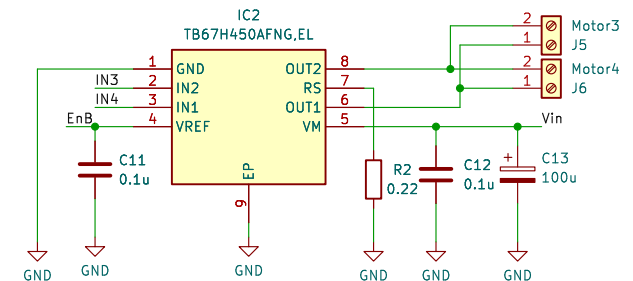 IC2
TB67H450AFNG,EL
2 Motor3
1 J5
1 GND OUT2 8 2 Motor4
IN3 2 IN2 RS 7 1 J6
IN4 3 IN1 OUT1 6
EnB 4 VREF VM 5 Vin
C11
0.1u
EP
9
R2
0.22
C12
0.1u
+ C13
100u
GND
GND
GND
GND
GND
GND